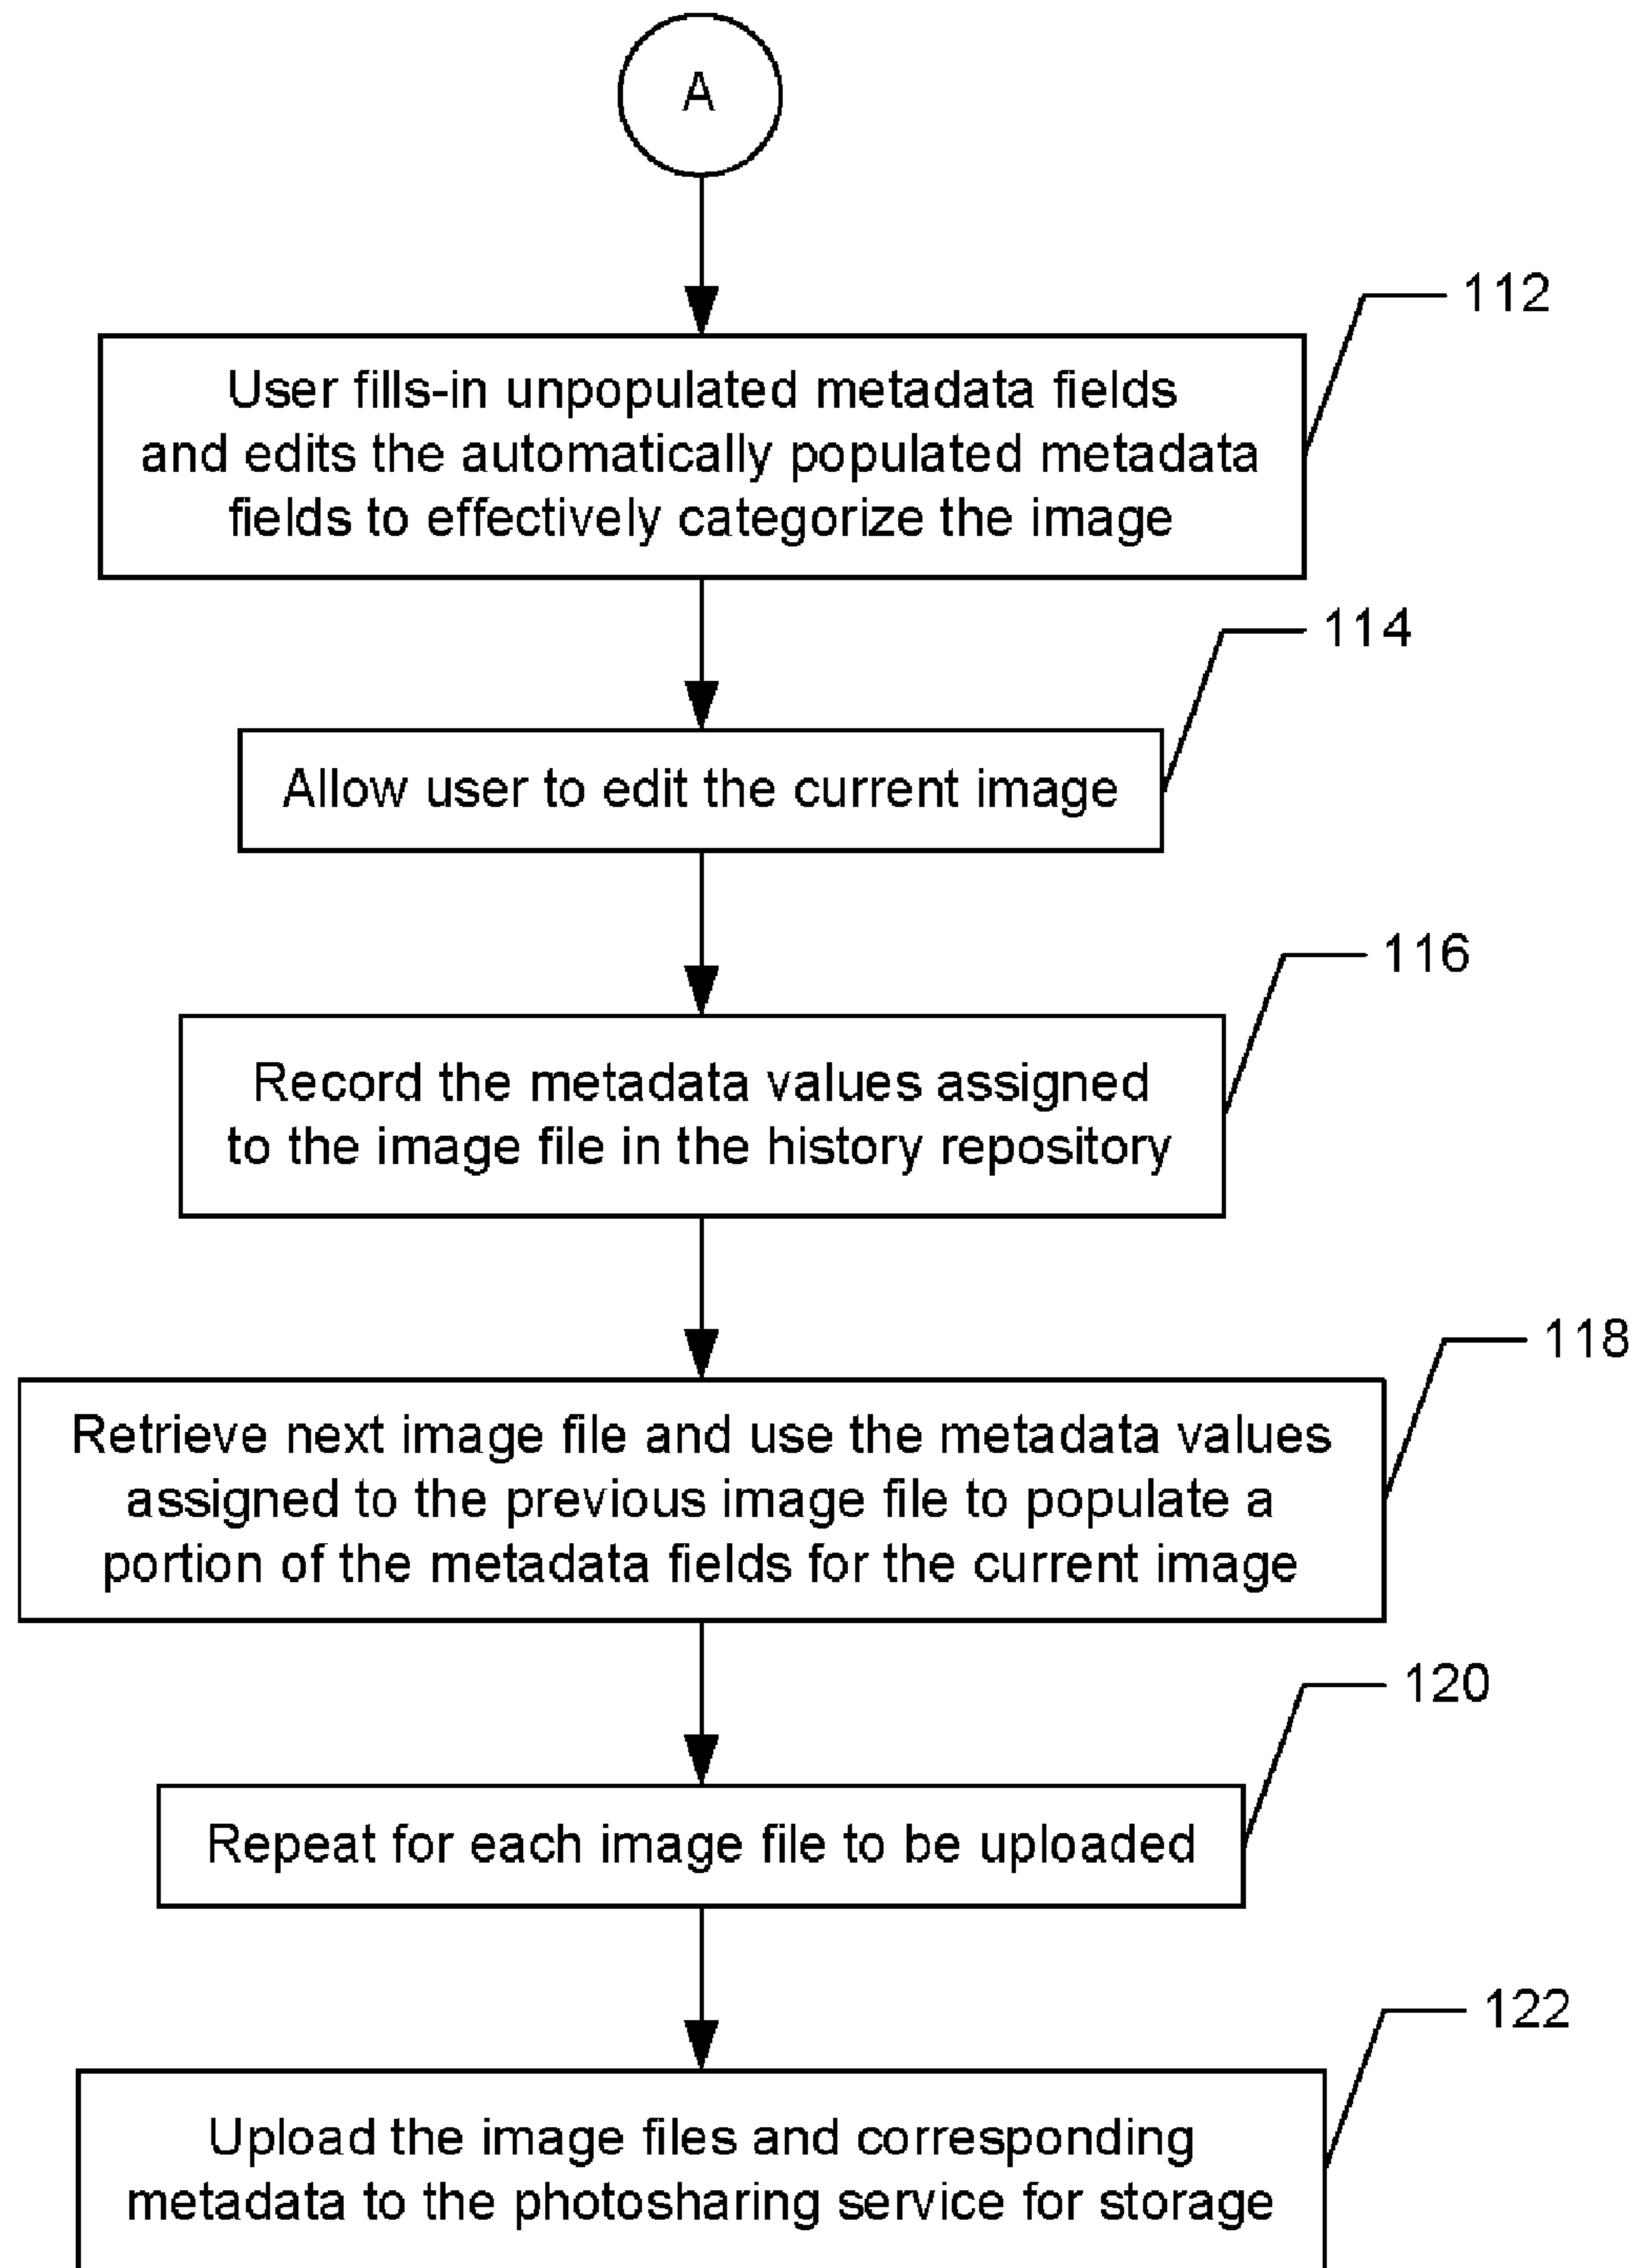 A
112
User fills-in unpopulated metadata fields
and edits the automatically populated metadata
fields to effectively categorize the image
114
Allow user to edit the current image
116
Record the metadata values assigned
to the image file in the history repository
118
Retrieve next image file and use the metadata values
assigned to the previous image file to populate a
portion of the metadata fields for the current image
120
Repeat for each image file to be uploaded
122
Upload the image files and corresponding
metadata to the photosharing service for storage